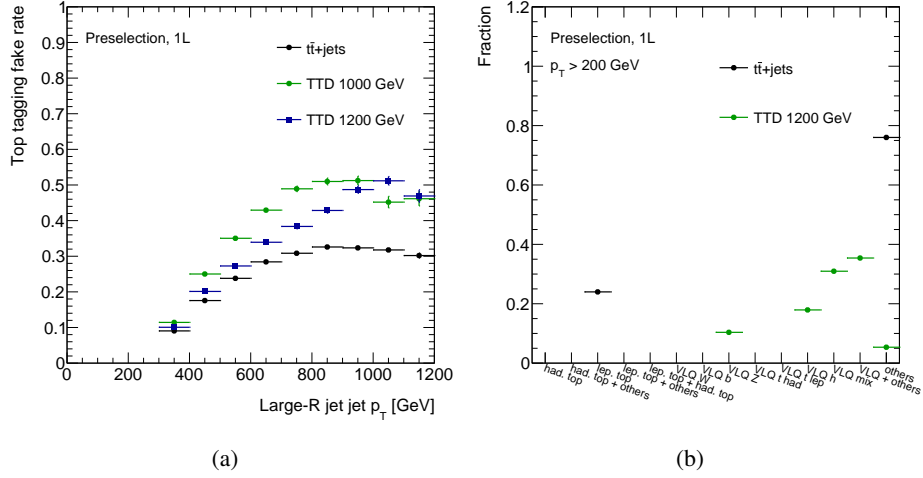 Top tagging fake rate
1
0.9
0.8
0.7
0.6
0.5
0.4
0.3
0.2
0.1
0
Preselection, 1L
tt̄+jets
TTD 1000 GeV
TTD 1200 GeV
0 200 400 600 800 1000 1200
Large-R jet jet p_T [GeV]
(a)
Fraction
1.2
1
0.8
0.6
0.4
0.2
0
Preselection, 1L
p_T > 200 GeV
tt̄+jets
TTD 1200 GeV
had. top
had. top + others
lep. top
lep. top + others
lep. top + had. top
VLQ W
VLQ b
VLQ Z
VLQ t had
VLQ t lep
VLQ h
VLQ mix
VLQ + others
others
(b)